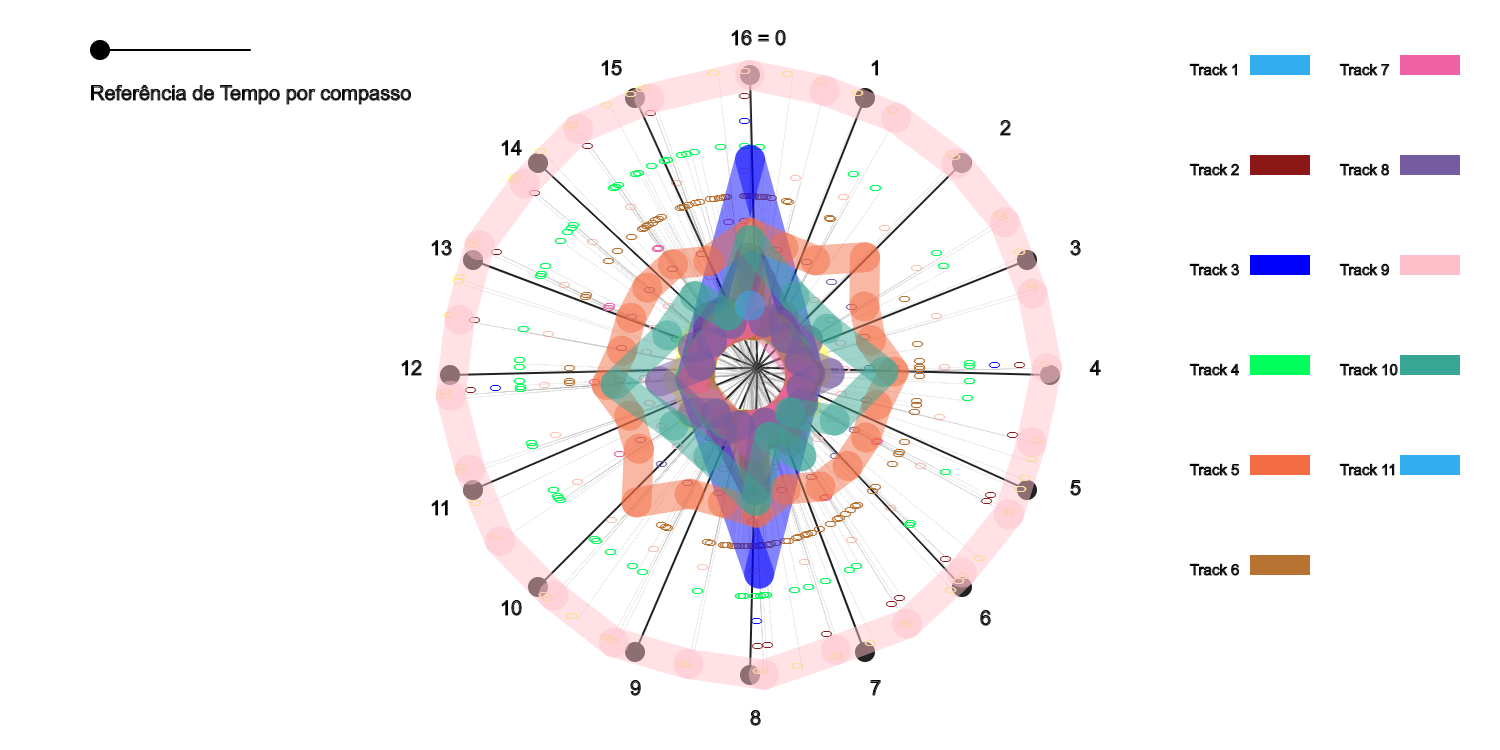 Referência de Tempo por compasso
16 = 0
1
2
3
4
5
6
7
8
9
10
11
12
13
14
15
Track 1
Track 2
Track 3
Track 4
Track 5
Track 6
Track 7
Track 8
Track 9
Track 10
Track 11